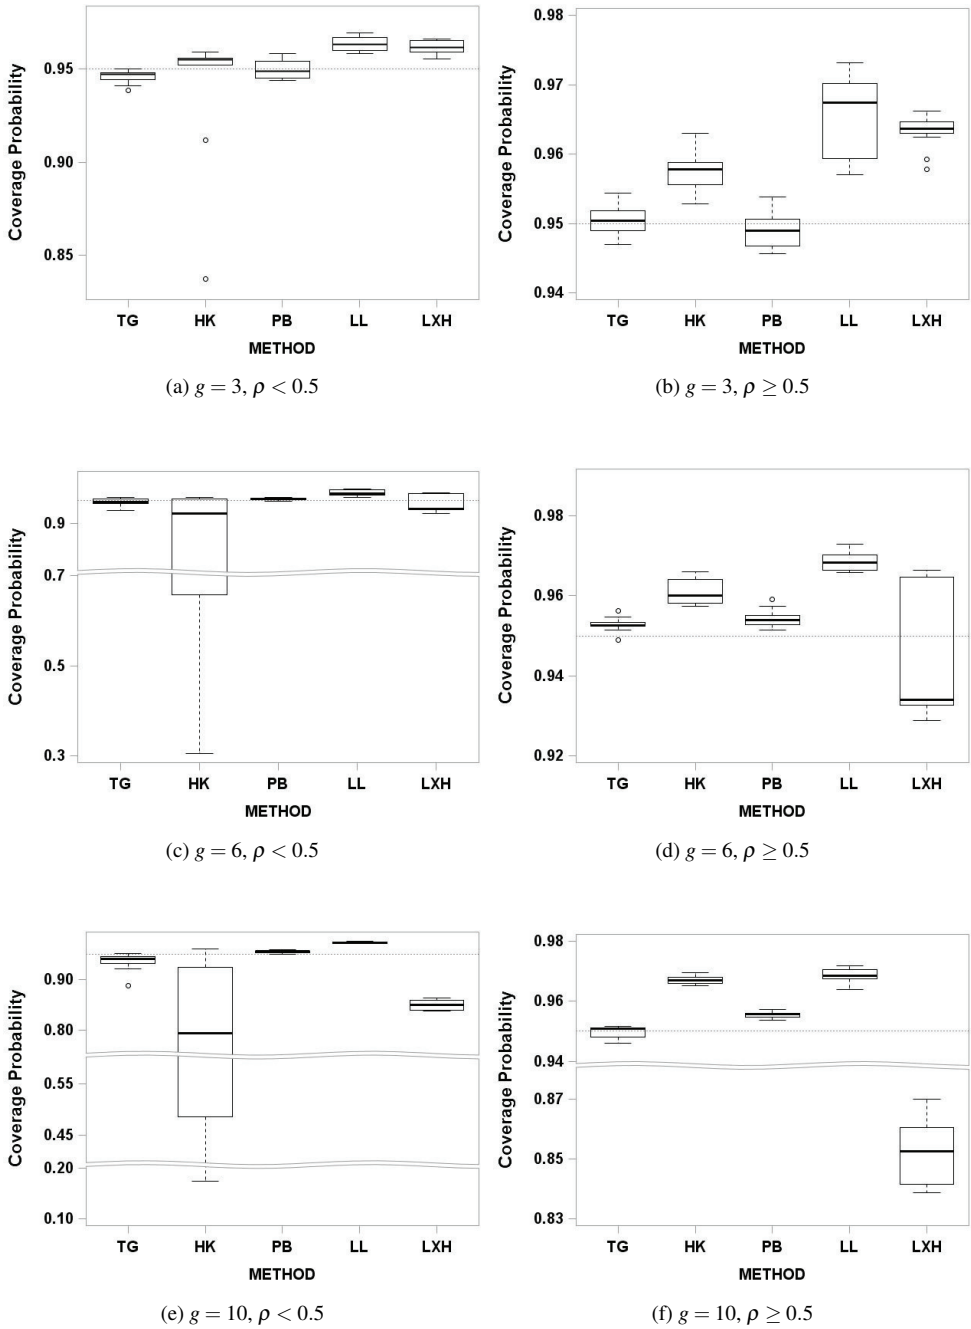 Coverage Probability
0.95
0.90
0.85
TG HK PB LL LXH
METHOD
(a) g = 3, ρ < 0.5
Coverage Probability
0.98
0.97
0.96
0.95
0.94
TG HK PB LL LXH
METHOD
(b) g = 3, ρ ≥ 0.5
Coverage Probability
0.9
0.7
0.5
0.3
TG HK PB LL LXH
METHOD
(c) g = 6, ρ < 0.5
Coverage Probability
0.98
0.96
0.94
0.92
TG HK PB LL LXH
METHOD
(d) g = 6, ρ ≥ 0.5
Coverage Probability
0.90
0.80
0.55
0.45
0.20
0.10
TG HK PB LL LXH
METHOD
(e) g = 10, ρ < 0.5
Coverage Probability
0.98
0.96
0.94
0.87
0.85
0.83
TG HK PB LL LXH
METHOD
(f) g = 10, ρ ≥ 0.5